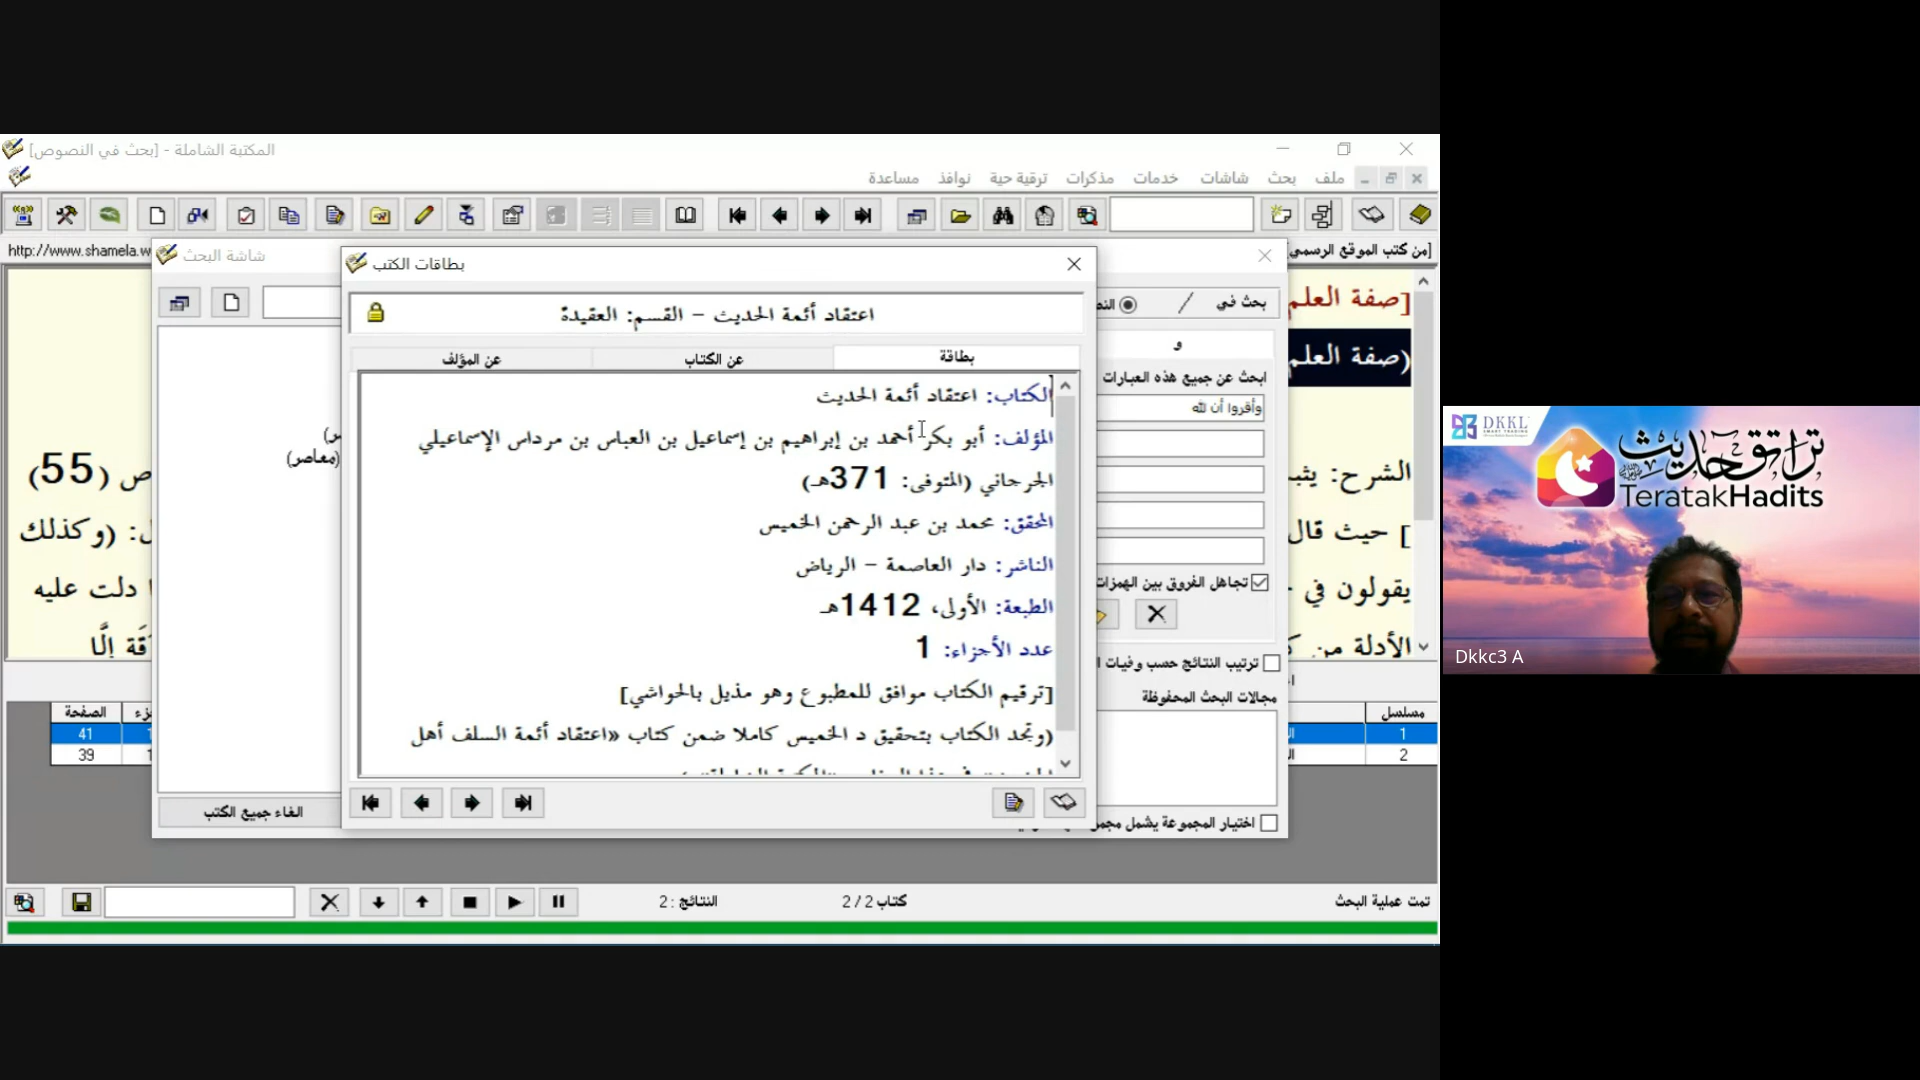 المكتبة الشاملة - [بحث في النصوص]
ملف بحث شاشات خدمات مذكرات ترقية حية نوافذ مساعدة
[من كتب الموقع الرسمي]
http://www.shamela.w
شاشة البحث
بطاقات الكتب
اعتقاد أئمة الحديث – القسم: العقيدة
بطاقة عن الكتاب عن المؤلف
الكتاب: اعتقاد أئمة الحديث
المؤلف: أبو بكر أحمد بن إبراهيم بن إسماعيل بن العباس بن مرداس الإسماعيلي
الجرجاني (المتوفى: 371هـ)
المحقق: محمد بن عبد الرحمن الخميس
الناشر: دار العاصمة – الرياض
الطبعة: الأولى، 1412هـ
عدد الأجزاء: 1
[ترقيم الكتاب موافق للمطبوع وهو مذيل بالحواشي]
(وتجد الكتاب بتحقيق د الخميس كاملا ضمن كتاب «اعتقاد أئمة السلف أهل
بحث في
و
ابحث عن جميع هذه العبارات
وأقروا أن لله
تجاهل الفروق بين الهمزات
ترتيب النتائج حسب وفيات
مجالات البحث المحفوظة
اختيار المجموعة يشمل
الغاء جميع الكتب
(معاصر)
[صفة العلم
(صفة العلم
الشرح:
ص (55)
] حيث قال
ل: (وكذلك
يقولون في
دلت عليه
الأدلة من
إلَّا
مسلسل
الصفحة
1
41
2
39
تمت عملية البحث
كتاب 2 / 2
النتائج : 2
DKKL
تراتق حديث
TeratakHadits
Dkkc3 A